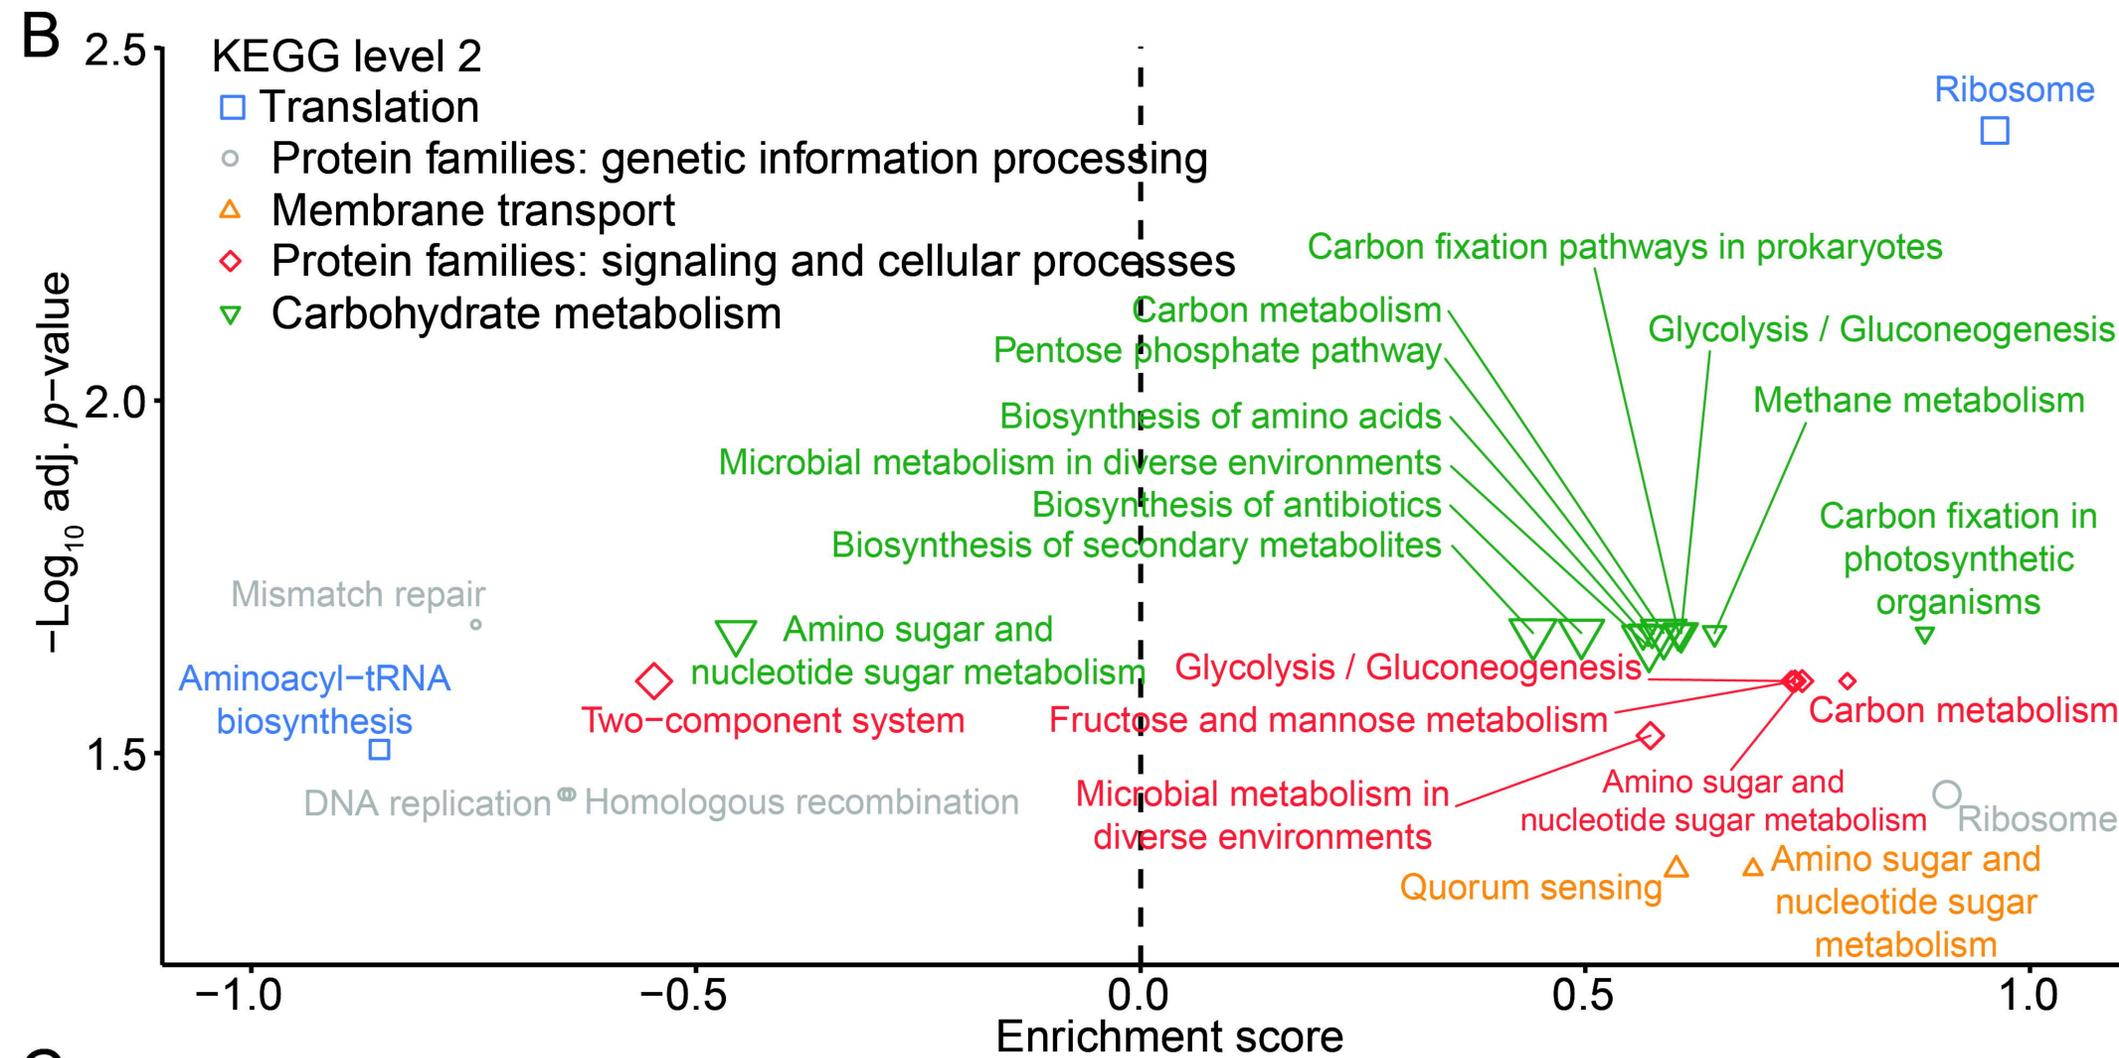 B
2.5
KEGG level 2
Translation
Protein families: genetic information processing
Membrane transport
Protein families: signaling and cellular processes
Carbohydrate metabolism
Ribosome
Carbon fixation pathways in prokaryotes
Carbon metabolism
Glycolysis / Gluconeogenesis
Pentose phosphate pathway
Methane metabolism
2.0
Biosynthesis of amino acids
Microbial metabolism in diverse environments
Biosynthesis of antibiotics
Biosynthesis of secondary metabolites
Carbon fixation in
photosynthetic
organisms
−Log10 adj. p−value
Mismatch repair
Amino sugar and
nucleotide sugar metabolism
Aminoacyl−tRNA
biosynthesis
Two−component system
Glycolysis / Gluconeogenesis
Fructose and mannose metabolism
Carbon metabolism
1.5
DNA replication
Homologous recombination
Microbial metabolism in
diverse environments
Amino sugar and
nucleotide sugar metabolism
Ribosome
Quorum sensing
Amino sugar and
nucleotide sugar
metabolism
−1.0
−0.5
0.0
0.5
1.0
Enrichment score